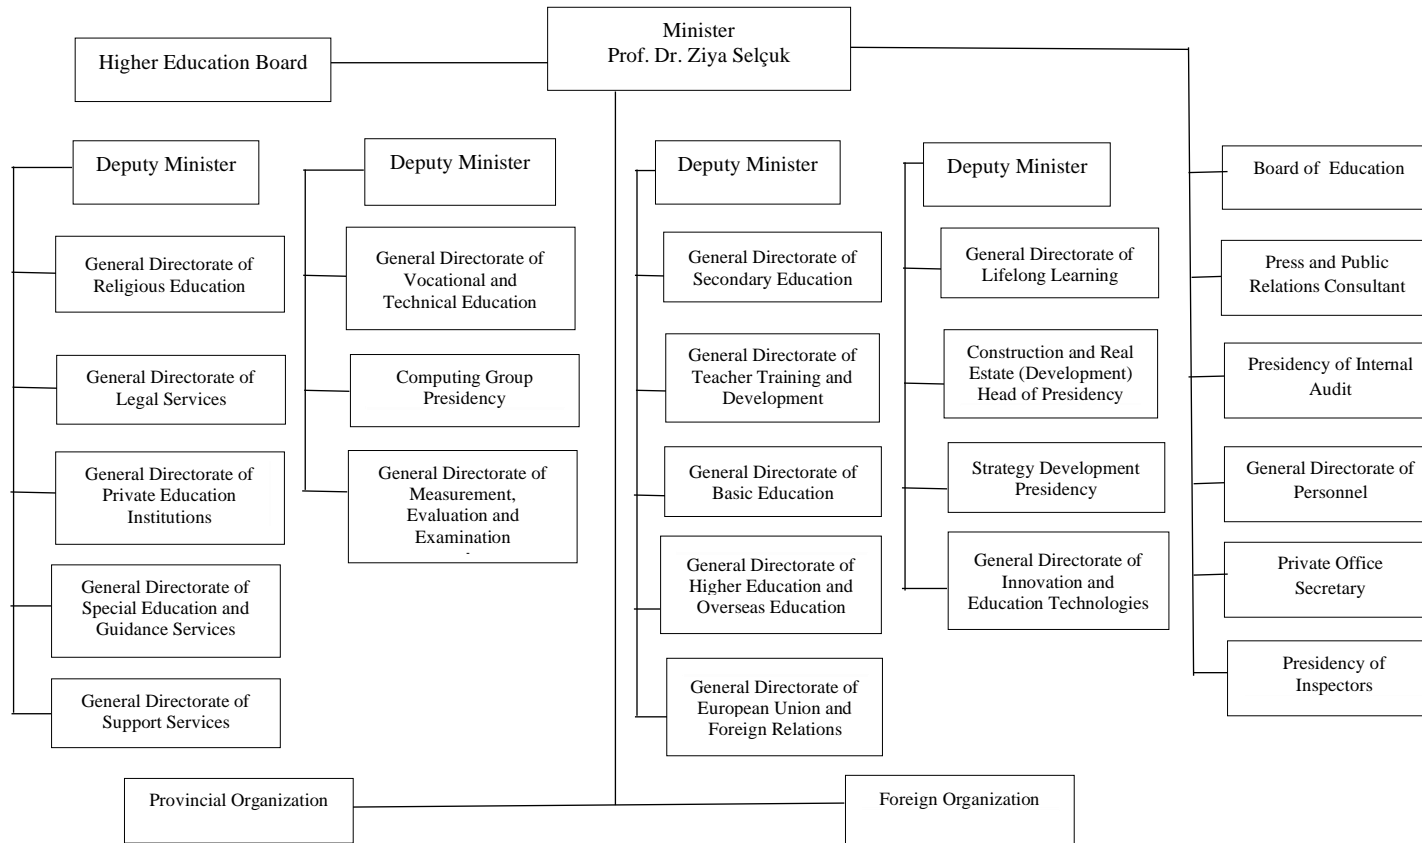 Minister
Prof. Dr. Ziya Selçuk
Higher Education Board
Deputy Minister
General Directorate of
Religious Education
General Directorate of
Legal Services
General Directorate of
Private Education
Institutions
General Directorate of
Special Education and
Guidance Services
General Directorate of
Support Services
Deputy Minister
General Directorate of
Vocational and
Technical Education
Computing Group
Presidency
General Directorate of
Measurement,
Evaluation and
Examination
Deputy Minister
General Directorate of
Secondary Education
General Directorate of
Teacher Training and
Development
General Directorate of
Basic Education
General Directorate of
Higher Education and
Overseas Education
General Directorate of
European Union and
Foreign Relations
Deputy Minister
General Directorate of
Lifelong Learning
Construction and Real
Estate (Development)
Head of Presidency
Strategy Development
Presidency
General Directorate of
Innovation and
Education Technologies
Board of  Education
Press and Public
Relations Consultant
Presidency of Internal
Audit
General Directorate of
Personnel
Private Office
Secretary
Presidency of
Inspectors
Provincial Organization
Foreign Organization